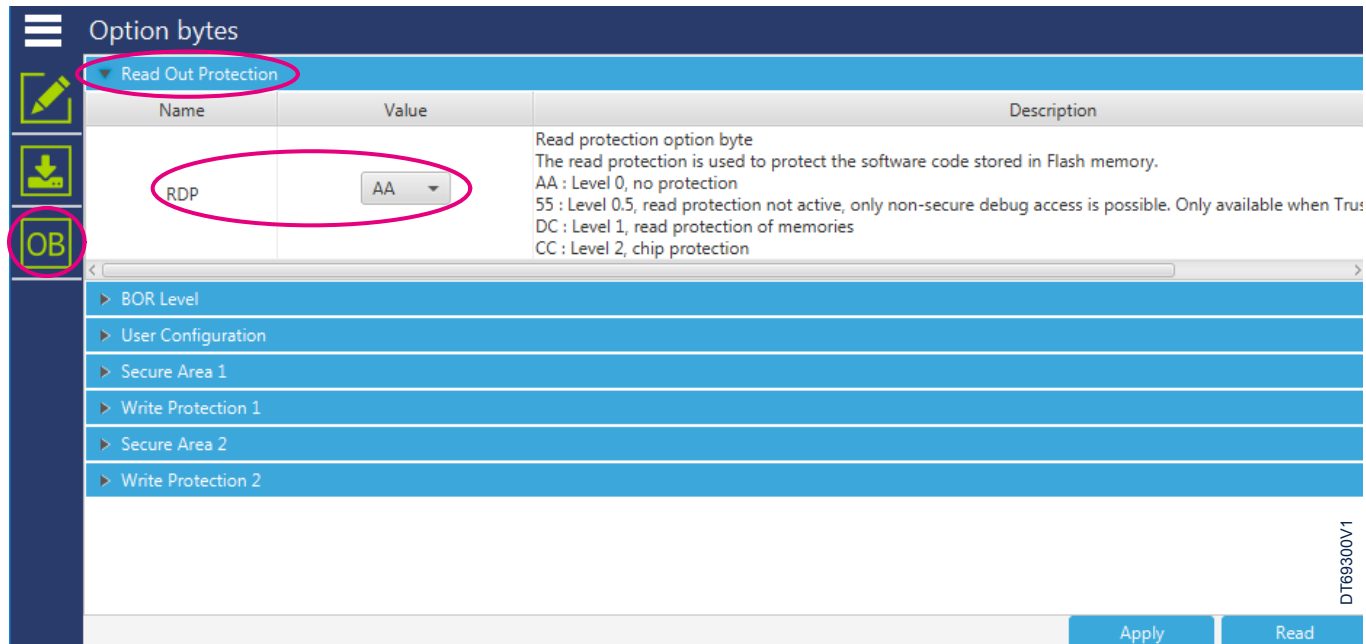 Option bytes
Read Out Protection
Name Value Description
Read protection option byte
The read protection is used to protect the software code stored in Flash memory.
RDP AA AA : Level 0, no protection
55 : Level 0.5, read protection not active, only non-secure debug access is possible. Only available when Trus
DC : Level 1, read protection of memories
CC : Level 2, chip protection
OB
BOR Level
User Configuration
Secure Area 1
Write Protection 1
Secure Area 2
Write Protection 2
DT69300V1
Apply Read